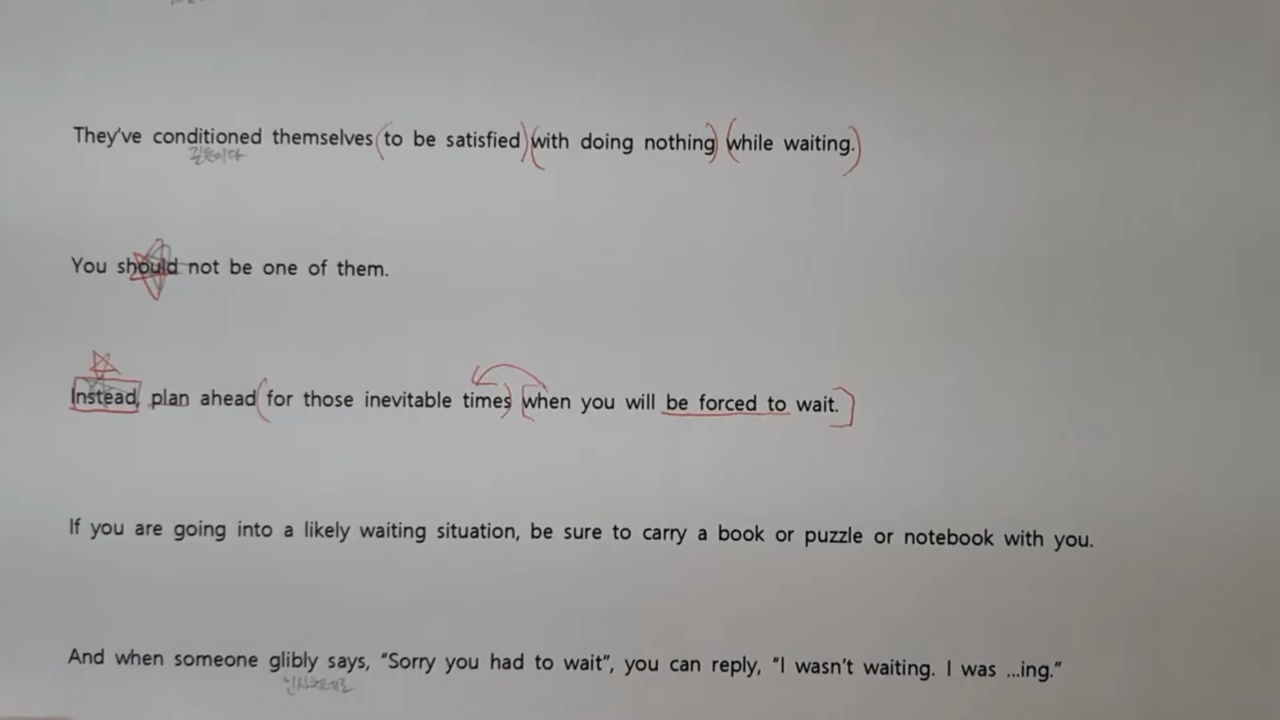 They've conditioned themselves to be satisfied with doing nothing while waiting.
길들이다
You should not be one of them.
Instead, plan ahead for those inevitable times when you will be forced to wait.
If you are going into a likely waiting situation, be sure to carry a book or puzzle or notebook with you.
And when someone glibly says, “Sorry you had to wait”, you can reply, “I wasn't waiting. I was ...ing.”